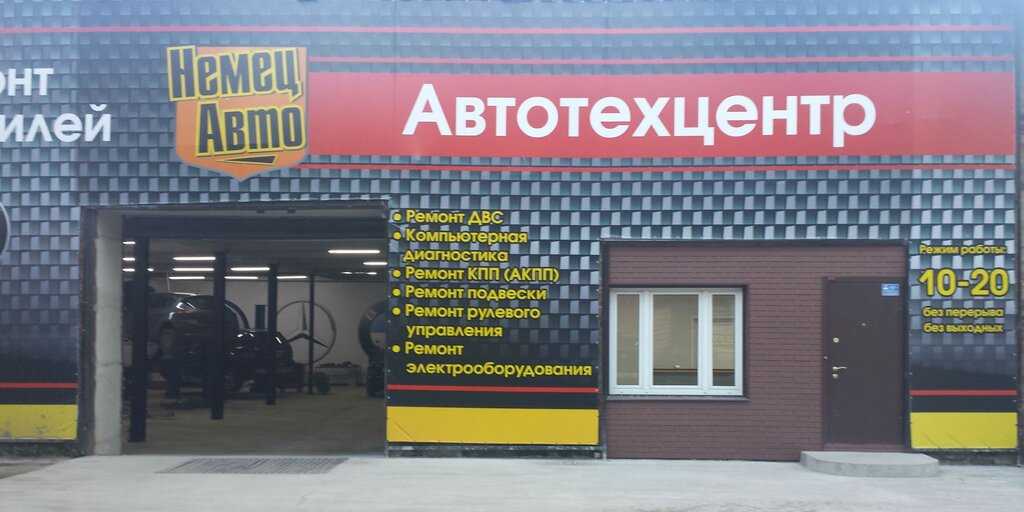 онт
илей
Немец
Авто
Автотехцентр
• Ремонт ДВС
• Компьютерная
диагностика
• Ремонт КПП (АКПП)
• Ремонт подвески
• Ремонт рулевого
управления
• Ремонт
электрооборудования
Режим работы:
10-20
без перерыва
без выходных